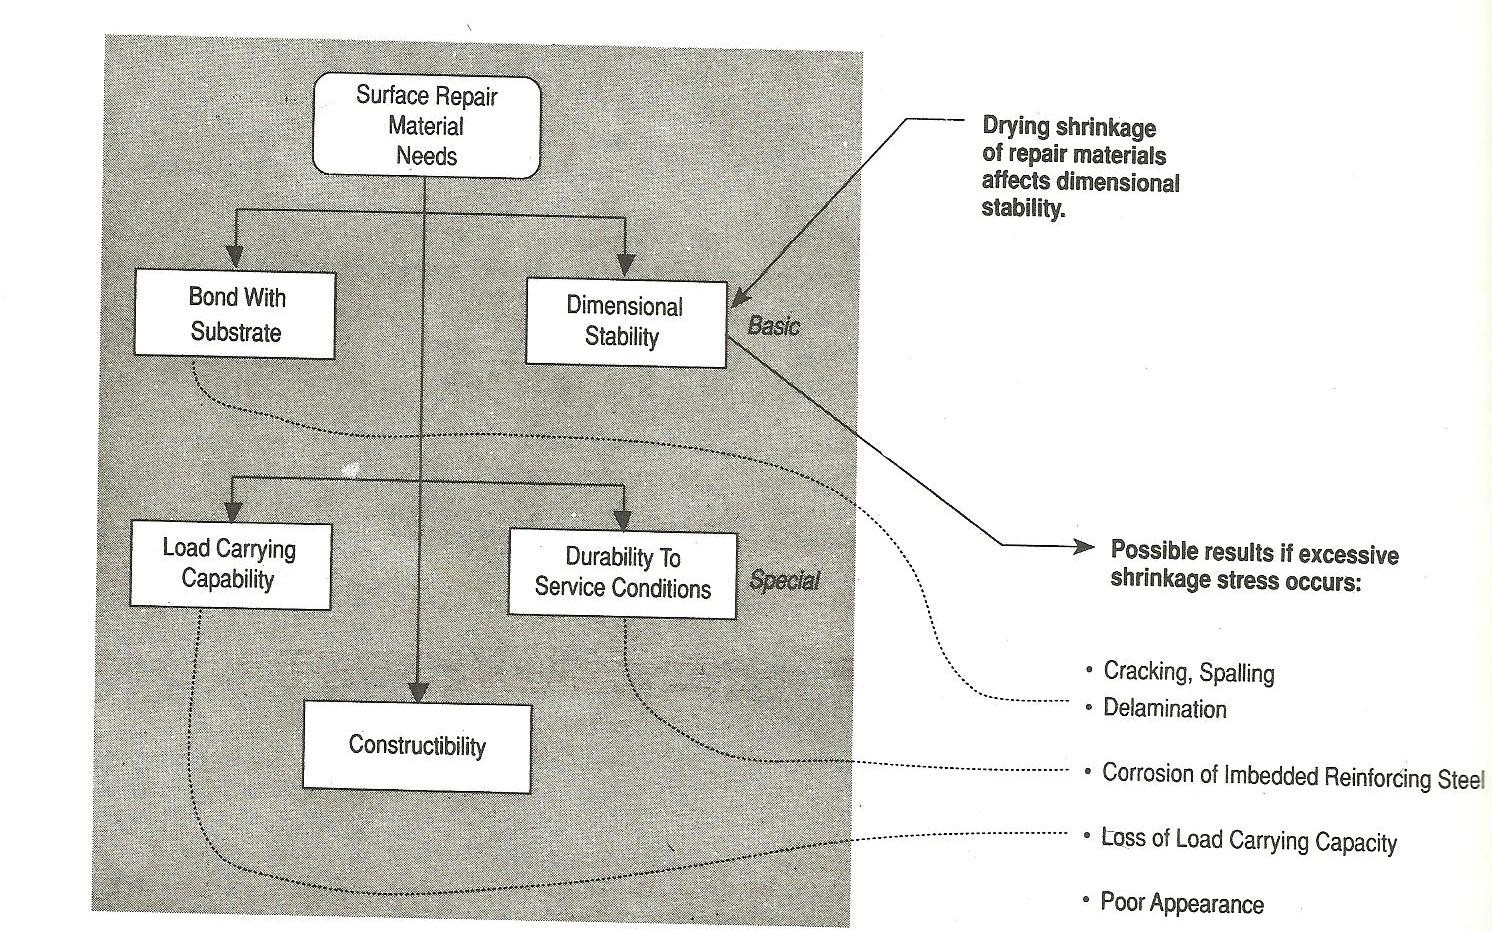 Surface Repair
Material
Needs
Drying shrinkage
of repair materials
affects dimensional
stability.
Bond With
Substrate
Dimensional
Stability
Basic
Load Carrying
Capability
Durability To
Service Conditions
Special
Possible results if excessive
shrinkage stress occurs:
• Cracking, Spalling
• Delamination
Constructibility
• Corrosion of Imbedded Reinforcing Steel
• Loss of Load Carrying Capacity
• Poor Appearance